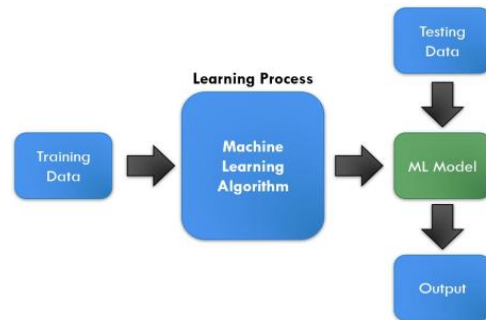 Testing
Data
Learning Process
Training
Data
Machine
Learning
Algorithm
ML Model
Output